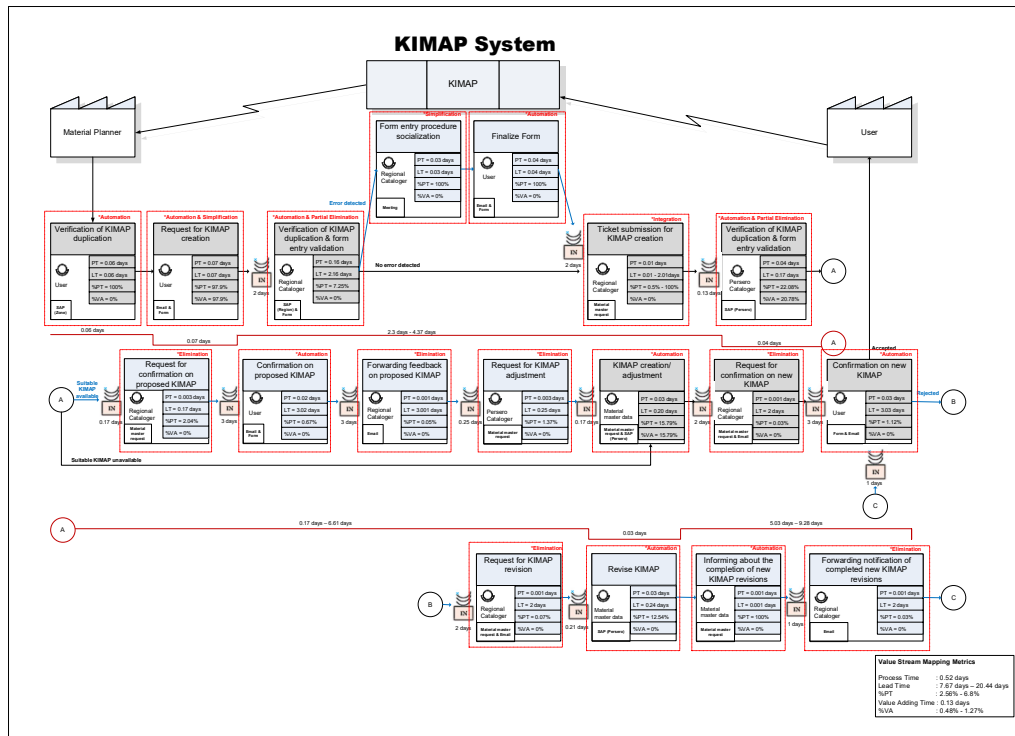 KIMAP System
KIMAP
Material Planner
User
*Simplification
Form entry procedure
socialization
Regional
Cataloger
Meeting
PT = 0.03 days
LT = 0.03 days
%PT = 100%
%VA = 0%
*Automation
Finalize Form
User
Email &
Form
PT = 0.04 days
LT = 0.04 days
%PT = 100%
%VA = 0%
Error detected
No error detected
*Automation
Verification of KIMAP
duplication
User
SAP
(Zone)
PT = 0.06 days
LT = 0.06 days
%PT = 100%
%VA = 0%
*Automation & Simplification
Request for KIMAP
creation
User
Email &
Form
PT = 0.07 days
LT = 0.07 days
%PT = 97.9%
%VA = 97.9%
IN
2 days
*Automation & Partial Elimination
Verification of KIMAP
duplication & form
entry validation
Regional
Cataloger
SAP
(Region) &
Form
PT = 0.16 days
LT = 2.16 days
%PT = 7.25%
%VA = 0%
IN
2 days
*Integration
Ticket submission for
KIMAP creation
Regional
Cataloger
Material
master
request
PT = 0.01 days
LT = 0.01 - 2.01days
%PT = 0.5% - 100%
%VA = 0%
IN
0.13 days
*Automation & Partial Elimination
Verification of KIMAP
duplication & form
entry validation
Persero
Cataloger
SAP (Persero)
PT = 0.04 days
LT = 0.17 days
%PT = 22.08%
%VA = 20.78%
A
0.06 days
0.07 days
2.3 days - 4.37 days
0.04 days
A
Accepted
A
Suitable
KIMAP
available
Suitable KIMAP unavailable
IN
0.17 days
*Elimination
Request for
confirmation on
proposed KIMAP
Regional
Cataloger
Material
master
request
PT = 0.003 days
LT = 0.17 days
%PT = 2.04%
%VA = 0%
IN
3 days
*Automation
Confirmation on
proposed KIMAP
User
Email &
Form
PT = 0.02 days
LT = 3.02 days
%PT = 0.67%
%VA = 0%
IN
3 days
*Elimination
Forwarding feedback
on proposed KIMAP
Regional
Cataloger
Email
PT = 0.001 days
LT = 3.001 days
%PT = 0.05%
%VA = 0%
IN
0.25 days
*Elimination
Request for KIMAP
adjustment
Persero
Cataloger
Material
master
request
PT = 0.003 days
LT = 0.25 days
%PT = 1.37%
%VA = 0%
IN
0.17 days
*Automation
KIMAP creation/
adjustment
Material
master data
Material master
request & SAP
(Persero)
PT = 0.03 days
LT = 0.20 days
%PT = 15.79%
%VA = 15.79%
IN
2 days
*Elimination
Request for
confirmation on new
KIMAP
Regional
Cataloger
Material master
request & Email
PT = 0.001 days
LT = 2 days
%PT = 0.03%
%VA = 0%
IN
3 days
*Automation
Confirmation on new
KIMAP
User
Form & Email
PT = 0.03 days
LT = 3.03 days
%PT = 1.12%
%VA = 0%
Rejected
B
IN
1 days
C
A
0.17 days – 6.61 days
0.03 days
5.03 days – 9.28 days
B
IN
2 days
*Elimination
Request for KIMAP
revision
Regional
Cataloger
Material master
request & Email
PT = 0.001 days
LT = 2 days
%PT = 0.07%
%VA = 0%
IN
0.21 days
*Automation
Revise KIMAP
Material
master data
SAP (Persero)
PT = 0.03 days
LT = 0.24 days
%PT = 12.54%
%VA = 0%
*Automation
Informing about the
completion of new
KIMAP revisions
Material
master data
Material master
request
PT = 0.001 days
LT = 0.001 days
%PT = 100%
%VA = 0%
IN
1 days
*Elimination
Forwarding notification of
completed new KIMAP
revisions
Regional
Cataloger
Email
PT = 0.001 days
LT = 2 days
%PT = 0.03%
%VA = 0%
C
Value Stream Mapping Metrics
Process Time : 0.52 days
Lead Time : 7.67 days – 20.44 days
%PT : 2.56% - 6.8%
Value Adding Time : 0.13 days
%VA : 0.48% - 1.27%